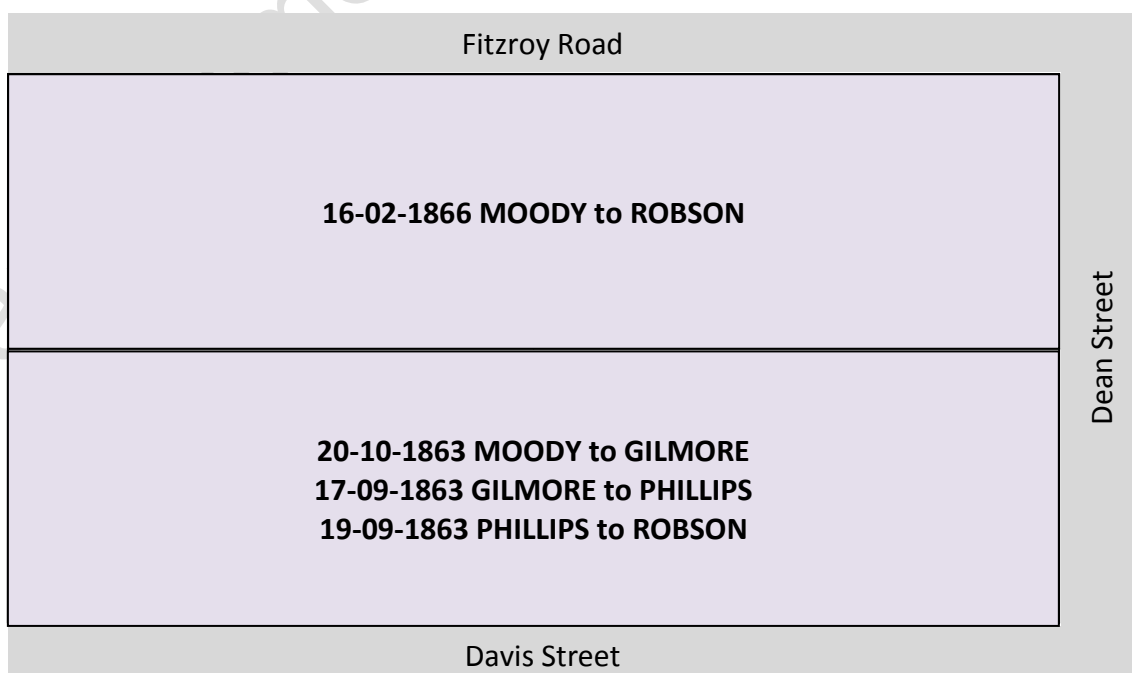 Fitzroy Road
16-02-1866 MOODY to ROBSON
Dean Street
20-10-1863 MOODY to GILMORE
17-09-1863 GILMORE to PHILLIPS
19-09-1863 PHILLIPS to ROBSON
Davis Street